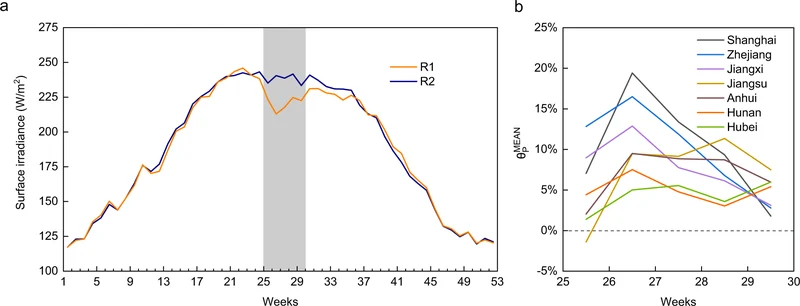 a
275
250
225
200
175
150
125
100
Surface irradiance (W/m²)
R1
R2
1 5 9 13 17 21 25 29 33 37 41 45 49 53
Weeks
b
25%
20%
15%
10%
5%
0%
-5%
θ_P^MEAN
Shanghai
Zhejiang
Jiangxi
Jiangsu
Anhui
Hunan
Hubei
25 26 27 28 29 30
Weeks